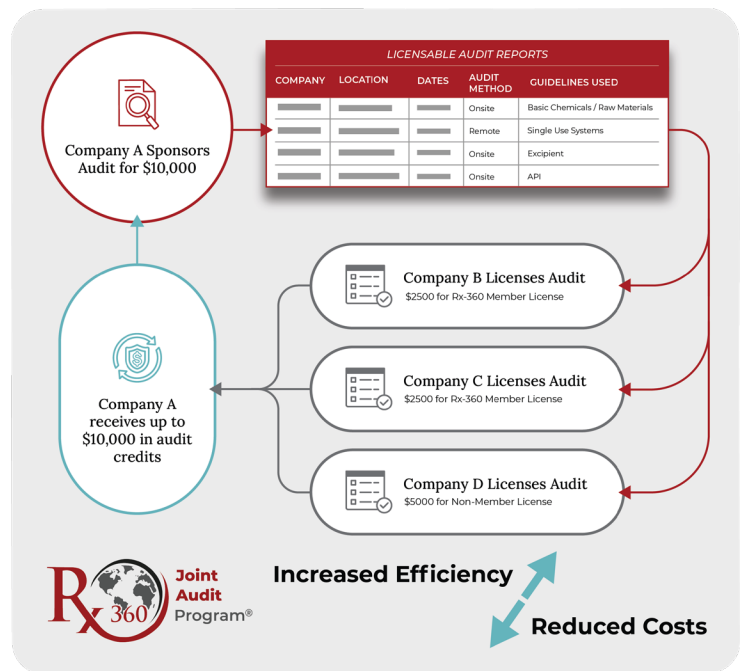 LICENSABLE AUDIT REPORTS
COMPANY LOCATION DATES AUDIT METHOD GUIDELINES USED
Onsite Basic Chemicals / Raw Materials
Remote Single Use Systems
Onsite Excipient
Onsite API
Company A Sponsors
Audit for $10,000
Company B Licenses Audit
$2500 for Rx-360 Member License
Company C Licenses Audit
$2500 for Rx-360 Member License
Company D Licenses Audit
$5000 for Non-Member License
$
Company A
receives up to
$10,000 in audit
credits
Rx
360
Joint
Audit
Program®
Increased Efficiency
Reduced Costs